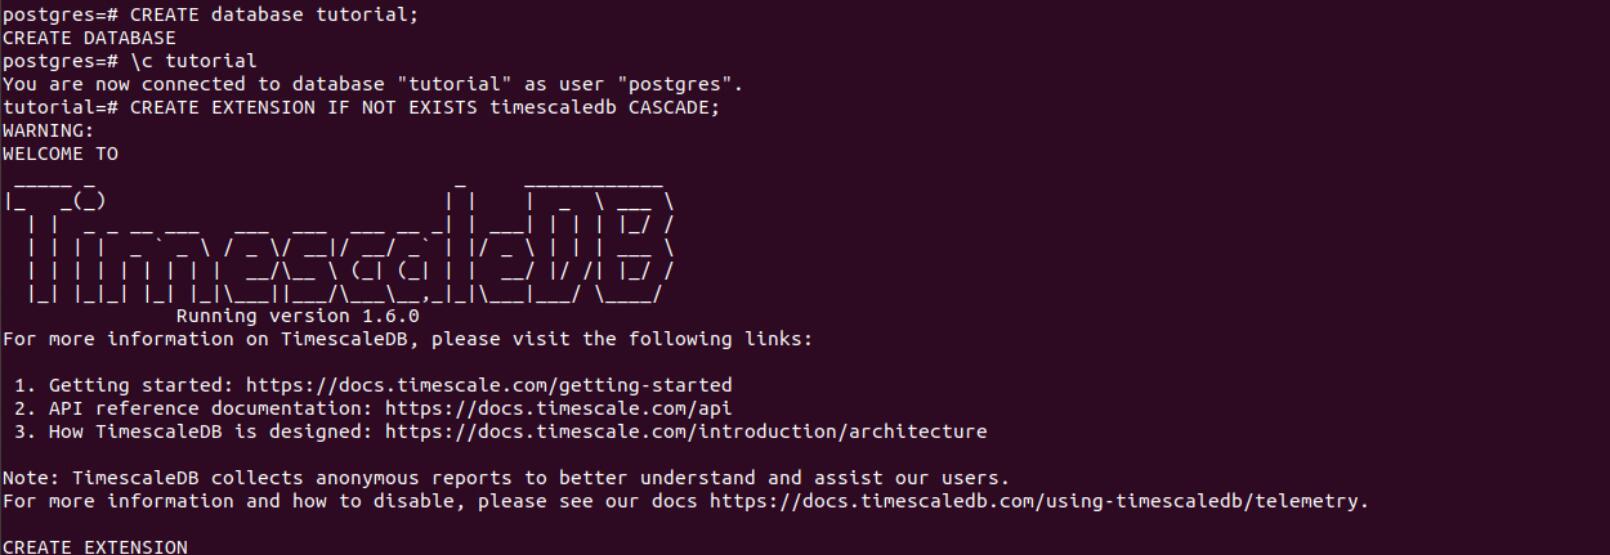 postgres=# CREATE database tutorial;
CREATE DATABASE
postgres=# \c tutorial
You are now connected to database "tutorial" as user "postgres".
tutorial=# CREATE EXTENSION IF NOT EXISTS timescaledb CASCADE;
WARNING:
WELCOME TO
TimescaleDB
Running version 1.6.0
For more information on TimescaleDB, please visit the following links:
1. Getting started: https://docs.timescale.com/getting-started
2. API reference documentation: https://docs.timescale.com/api
3. How TimescaleDB is designed: https://docs.timescale.com/introduction/architecture
Note: TimescaleDB collects anonymous reports to better understand and assist our users.
For more information and how to disable, please see our docs https://docs.timescaledb.com/using-timescaledb/telemetry.
CREATE EXTENSION